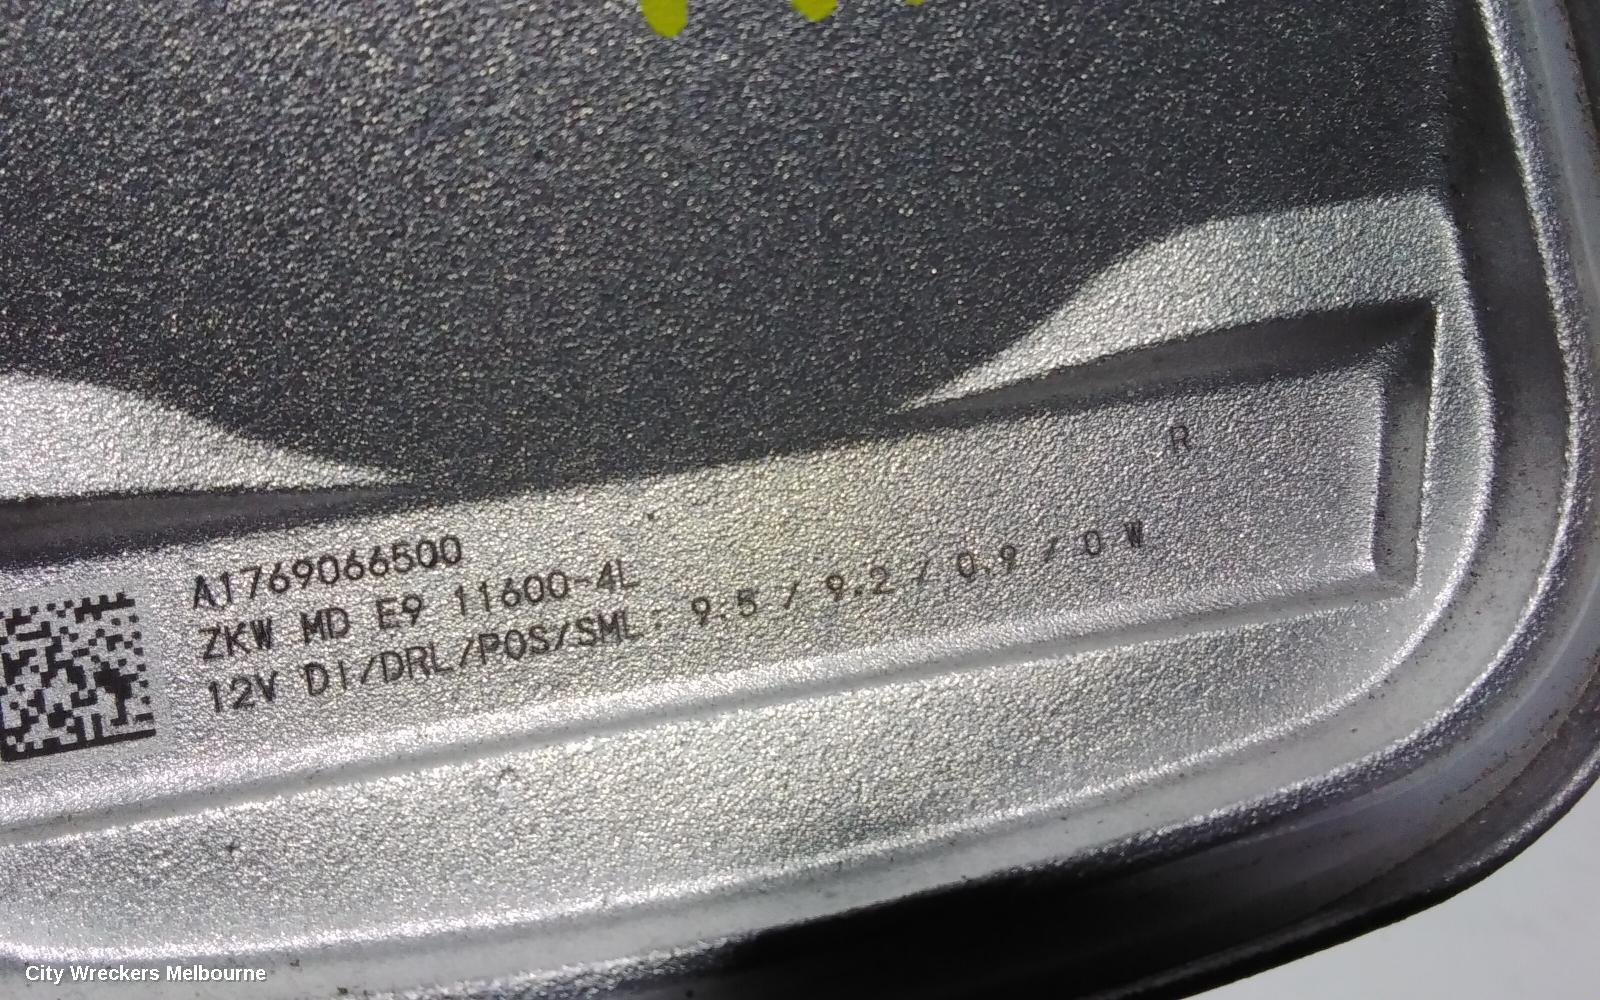 R
A1769066500
ZKW MD E9 11600-4L
12V DI/DRL/POS/SML: 9.5 / 9.2 / 0.9 / 0 W
City Wreckers Melbourne